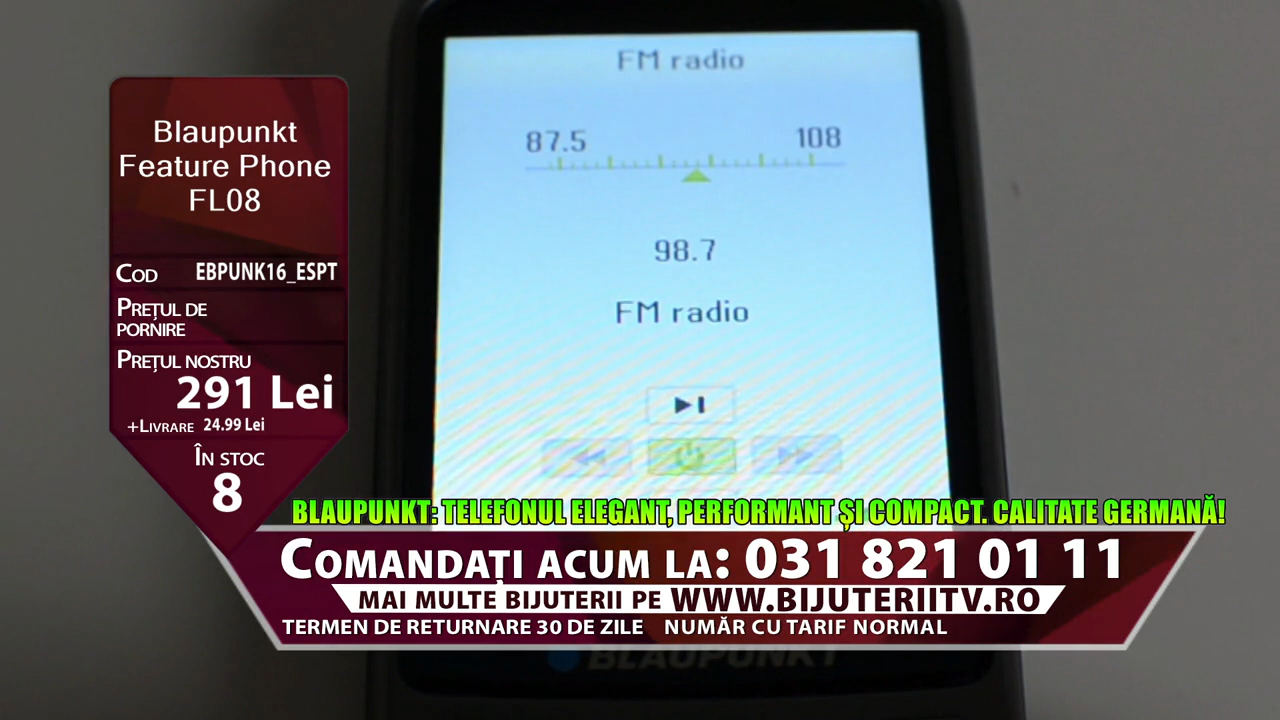 FM radio
87.5
108
98.7
FM radio
Blaupunkt
Feature Phone
FL08
Cod EBPUNK16_ESPT
Prețul de
pornire
Prețul nostru
291 Lei
+Livrare 24.99 Lei
În stoc
8
BLAUPUNKT: TELEFONUL ELEGANT, PERFORMANT ȘI COMPACT. CALITATE GERMANĂ!
Comandați acum la: 031 821 01 11
MAI MULTE BIJUTERII PE WWW.BIJUTERIITV.RO
TERMEN DE RETURNARE 30 DE ZILE NUMĂR CU TARIF NORMAL
BLAUPUNKT